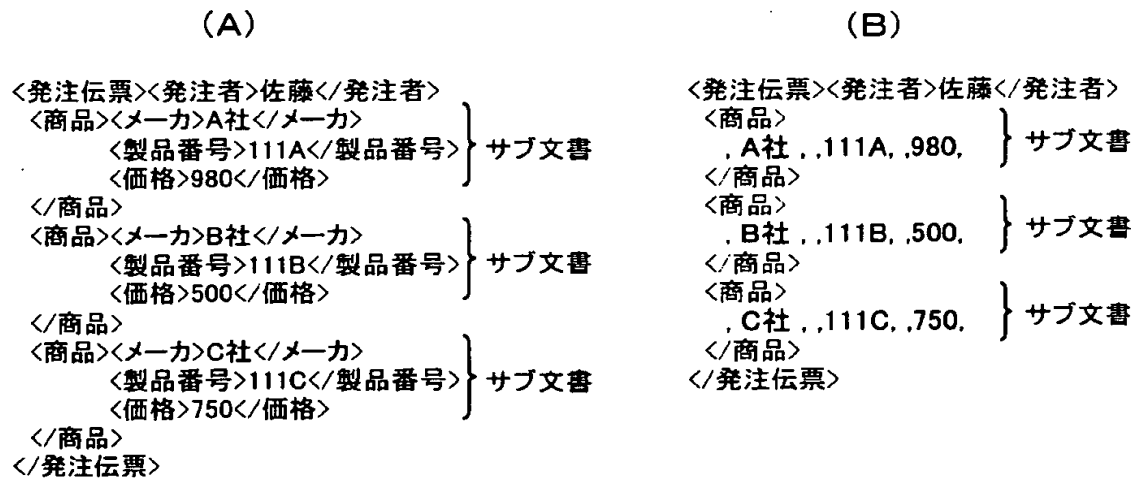 (A)
<発注伝票><発注者>佐藤</発注者>
<商品><メーカ>A社</メーカ>
<製品番号>111A</製品番号>
<価格>980</価格>
サブ文書
</商品>
<商品><メーカ>B社</メーカ>
<製品番号>111B</製品番号>
<価格>500</価格>
サブ文書
</商品>
<商品><メーカ>C社</メーカ>
<製品番号>111C</製品番号>
<価格>750</価格>
サブ文書
</商品>
</発注伝票>
(B)
<発注伝票><発注者>佐藤</発注者>
<商品>
, A社 , ,111A, ,980,
サブ文書
</商品>
<商品>
, B社 , ,111B, ,500,
サブ文書
</商品>
<商品>
, C社 , ,111C, ,750,
サブ文書
</商品>
</発注伝票>